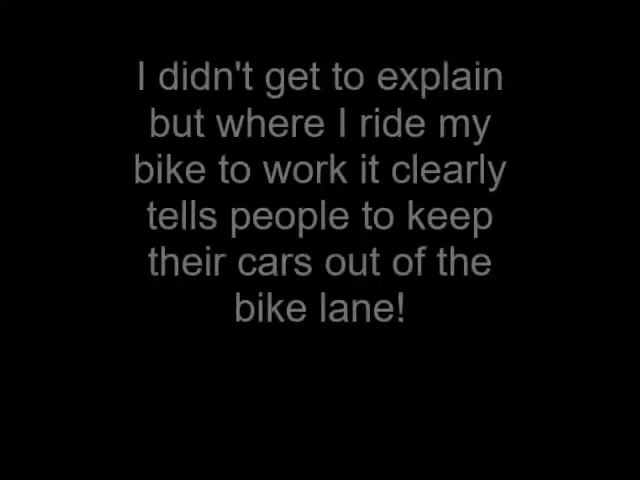 I didn't get to explain
but where I ride my
bike to work it clearly
tells people to keep
their cars out of the
bike lane!